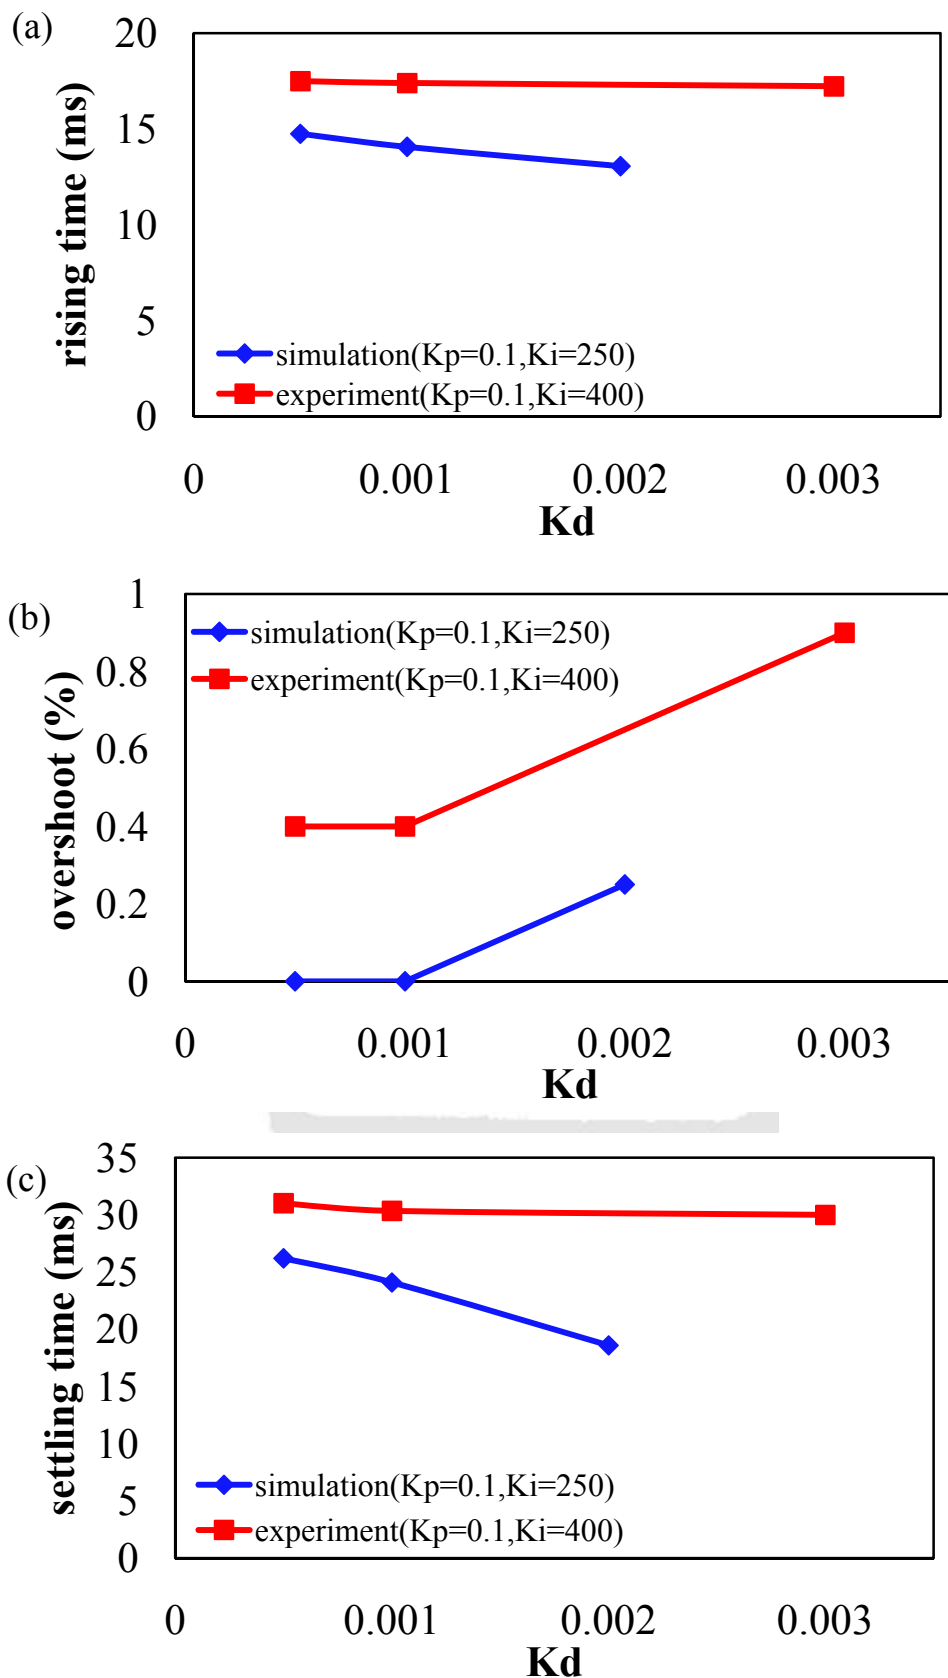 (a)
20
15
10
5
0
rising time (ms)
simulation(Kp=0.1,Ki=250)
experiment(Kp=0.1,Ki=400)
0 0.001 0.002 0.003
Kd
(b)
1
0.8
0.6
0.4
0.2
0
overshoot (%)
simulation(Kp=0.1,Ki=250)
experiment(Kp=0.1,Ki=400)
0 0.001 0.002 0.003
Kd
(c)
35
30
25
20
15
10
5
0
settling time (ms)
simulation(Kp=0.1,Ki=250)
experiment(Kp=0.1,Ki=400)
0 0.001 0.002 0.003
Kd